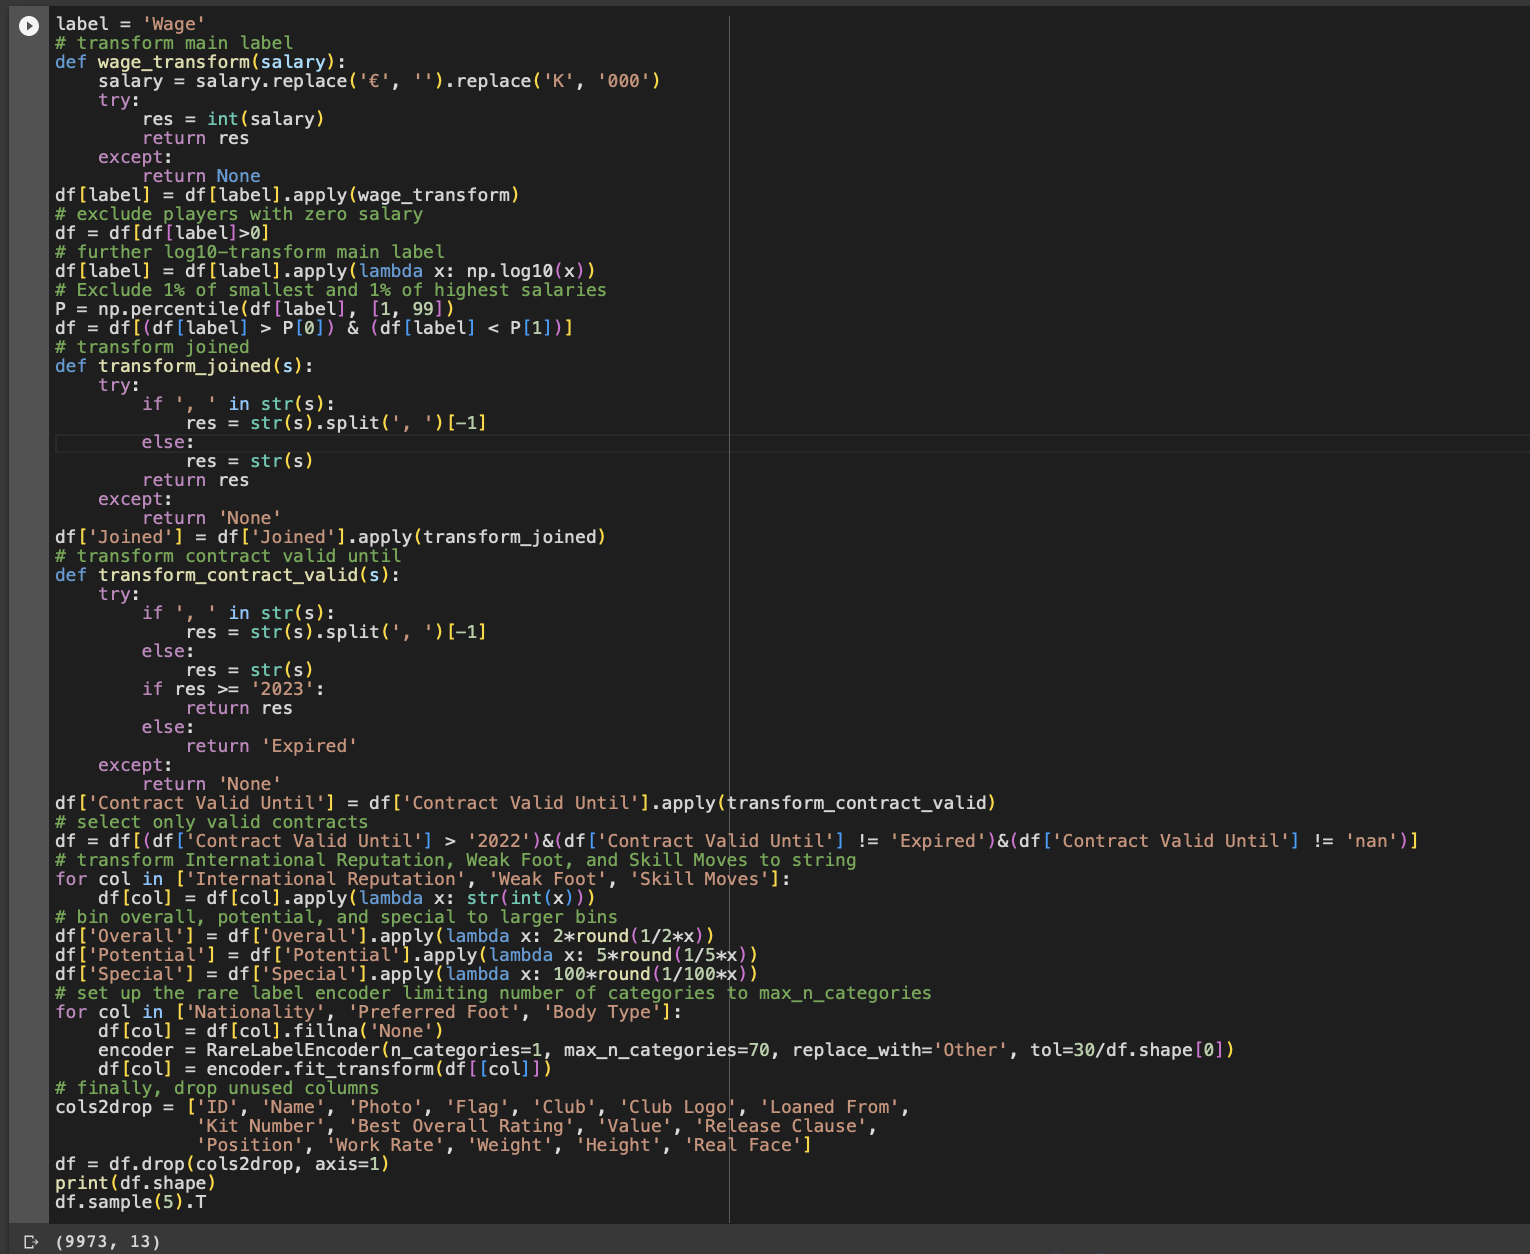 label = 'Wage'
# transform main label
def wage_transform(salary):
    salary = salary.replace('€', '').replace('K', '000')
    try:
        res = int(salary)
        return res
    except:
        return None
df[label] = df[label].apply(wage_transform)
# exclude players with zero salary
df = df[df[label]>0]
# further log10-transform main label
df[label] = df[label].apply(lambda x: np.log10(x))
# Exclude 1% of smallest and 1% of highest salaries
P = np.percentile(df[label], [1, 99])
df = df[(df[label] > P[0]) & (df[label] < P[1])]
# transform joined
def transform_joined(s):
    try:
        if ', ' in str(s):
            res = str(s).split(', ')[-1]
        else:
            res = str(s)
        return res
    except:
        return 'None'
df['Joined'] = df['Joined'].apply(transform_joined)
# transform contract valid until
def transform_contract_valid(s):
    try:
        if ', ' in str(s):
            res = str(s).split(', ')[-1]
        else:
            res = str(s)
        if res >= '2023':
            return res
        else:
            return 'Expired'
    except:
        return 'None'
df['Contract Valid Until'] = df['Contract Valid Until'].apply(transform_contract_valid)
# select only valid contracts
df = df[(df['Contract Valid Until'] > '2022')&(df['Contract Valid Until'] != 'Expired')&(df['Contract Valid Until'] != 'nan')]
# transform International Reputation, Weak Foot, and Skill Moves to string
for col in ['International Reputation', 'Weak Foot', 'Skill Moves']:
    df[col] = df[col].apply(lambda x: str(int(x)))
# bin overall, potential, and special to larger bins
df['Overall'] = df['Overall'].apply(lambda x: 2*round(1/2*x))
df['Potential'] = df['Potential'].apply(lambda x: 5*round(1/5*x))
df['Special'] = df['Special'].apply(lambda x: 100*round(1/100*x))
# set up the rare label encoder limiting number of categories to max_n_categories
for col in ['Nationality', 'Preferred Foot', 'Body Type']:
    df[col] = df[col].fillna('None')
    encoder = RareLabelEncoder(n_categories=1, max_n_categories=70, replace_with='Other', tol=30/df.shape[0])
    df[col] = encoder.fit_transform(df[[col]])
# finally, drop unused columns
cols2drop = ['ID', 'Name', 'Photo', 'Flag', 'Club', 'Club Logo', 'Loaned From',
             'Kit Number', 'Best Overall Rating', 'Value', 'Release Clause',
             'Position', 'Work Rate', 'Weight', 'Height', 'Real Face']
df = df.drop(cols2drop, axis=1)
print(df.shape)
df.sample(5).T
(9973, 13)